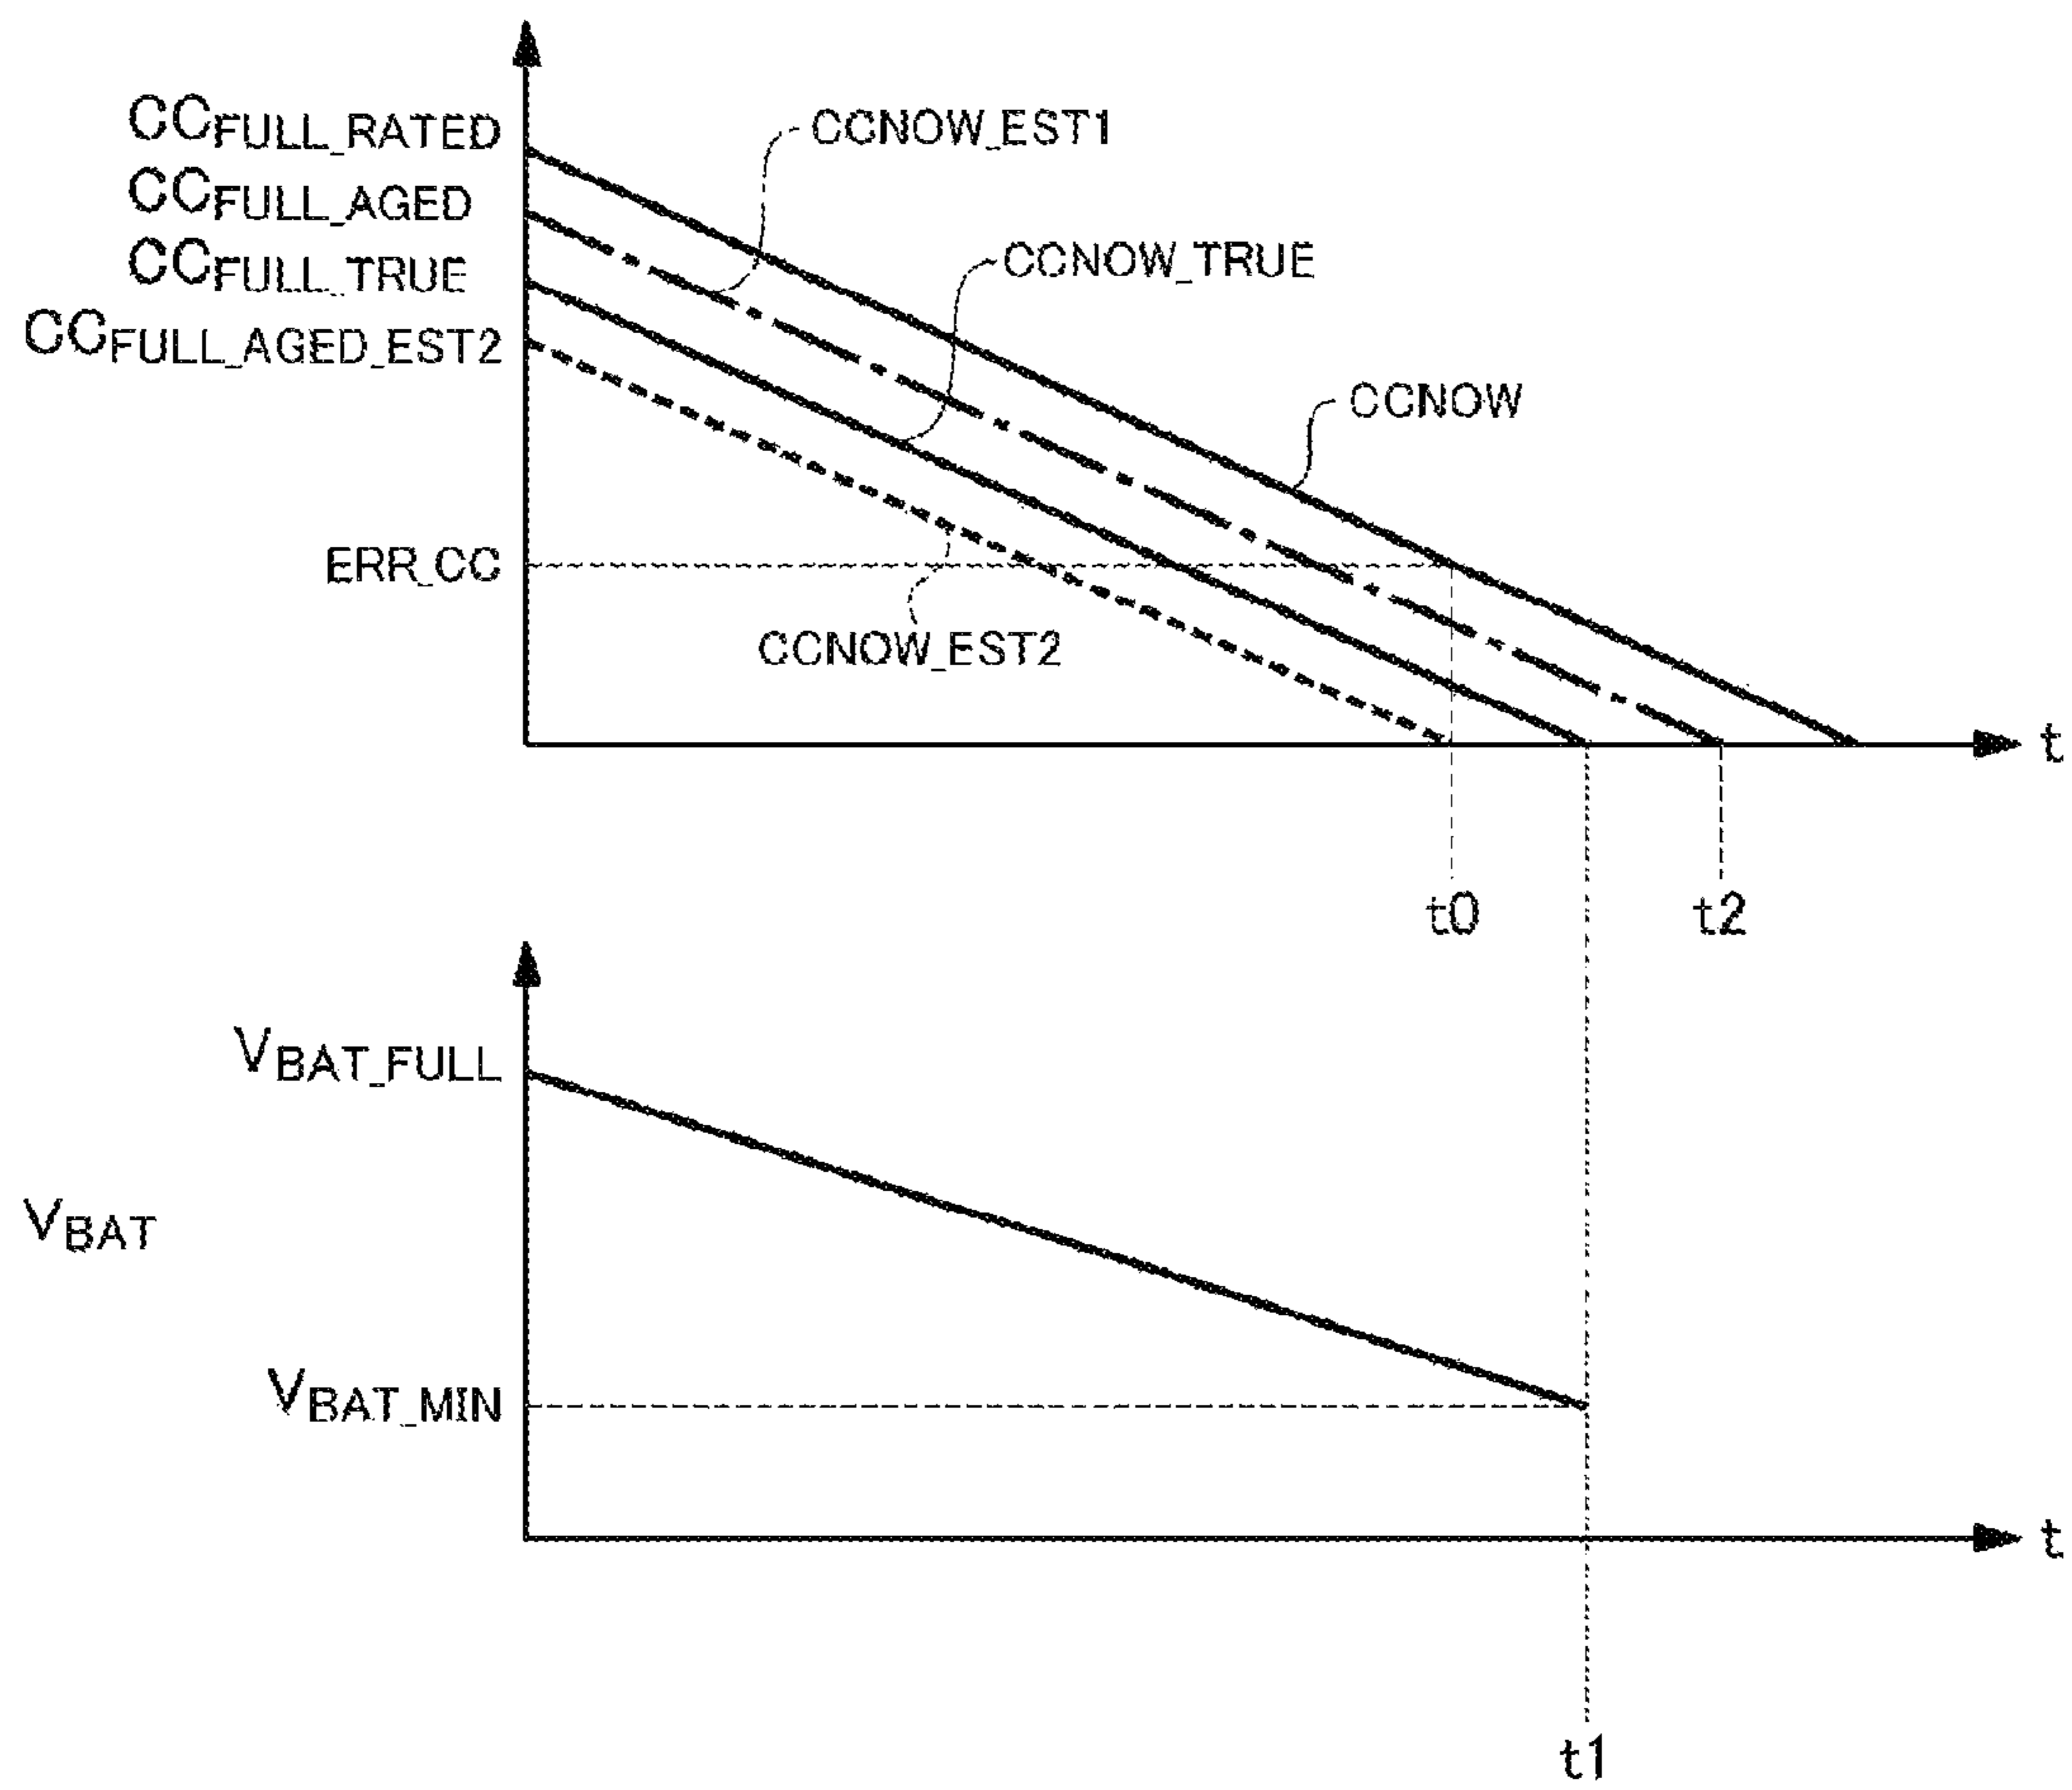 CCFULL_RATED
CCNOW_EST1
CCFULL_AGED
CCFULL_TRUE
CCNOW_TRUE
CCFULL_AGED_EST2
CCNOW
ERR_CC
CCNOW_EST2
t
t0
t2
VBAT_FULL
VBAT
VBAT_MIN
t
t1